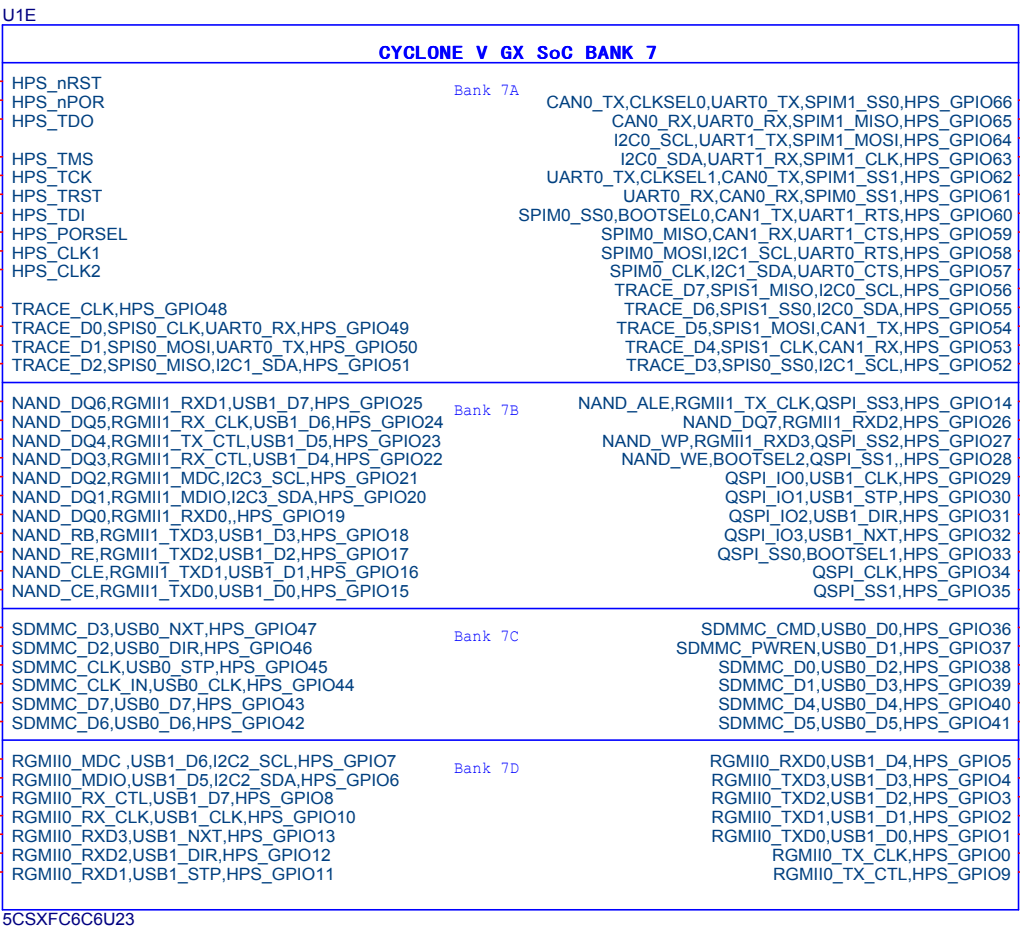 U1E
CYCLONE V GX SoC BANK 7
Bank 7A
HPS_nRST
HPS_nPOR
HPS_TDO
HPS_TMS
HPS_TCK
HPS_TRST
HPS_TDI
HPS_PORSEL
HPS_CLK1
HPS_CLK2
TRACE_CLK,HPS_GPIO48
TRACE_D0,SPIS0_CLK,UART0_RX,HPS_GPIO49
TRACE_D1,SPIS0_MOSI,UART0_TX,HPS_GPIO50
TRACE_D2,SPIS0_MISO,I2C1_SDA,HPS_GPIO51
CAN0_TX,CLKSEL0,UART0_TX,SPIM1_SS0,HPS_GPIO66
CAN0_RX,UART0_RX,SPIM1_MISO,HPS_GPIO65
I2C0_SCL,UART1_TX,SPIM1_MOSI,HPS_GPIO64
I2C0_SDA,UART1_RX,SPIM1_CLK,HPS_GPIO63
UART0_TX,CLKSEL1,CAN0_TX,SPIM1_SS1,HPS_GPIO62
UART0_RX,CAN0_RX,SPIM0_SS1,HPS_GPIO61
SPIM0_SS0,BOOTSEL0,CAN1_TX,UART1_RTS,HPS_GPIO60
SPIM0_MISO,CAN1_RX,UART1_CTS,HPS_GPIO59
SPIM0_MOSI,I2C1_SCL,UART0_RTS,HPS_GPIO58
SPIM0_CLK,I2C1_SDA,UART0_CTS,HPS_GPIO57
TRACE_D7,SPIS1_MISO,I2C0_SCL,HPS_GPIO56
TRACE_D6,SPIS1_SS0,I2C0_SDA,HPS_GPIO55
TRACE_D5,SPIS1_MOSI,CAN1_TX,HPS_GPIO54
TRACE_D4,SPIS1_CLK,CAN1_RX,HPS_GPIO53
TRACE_D3,SPIS0_SS0,I2C1_SCL,HPS_GPIO52
Bank 7B
NAND_DQ6,RGMII1_RXD1,USB1_D7,HPS_GPIO25
NAND_DQ5,RGMII1_RX_CLK,USB1_D6,HPS_GPIO24
NAND_DQ4,RGMII1_TX_CTL,USB1_D5,HPS_GPIO23
NAND_DQ3,RGMII1_RX_CTL,USB1_D4,HPS_GPIO22
NAND_DQ2,RGMII1_MDC,I2C3_SCL,HPS_GPIO21
NAND_DQ1,RGMII1_MDIO,I2C3_SDA,HPS_GPIO20
NAND_DQ0,RGMII1_RXD0,,HPS_GPIO19
NAND_RB,RGMII1_TXD3,USB1_D3,HPS_GPIO18
NAND_RE,RGMII1_TXD2,USB1_D2,HPS_GPIO17
NAND_CLE,RGMII1_TXD1,USB1_D1,HPS_GPIO16
NAND_CE,RGMII1_TXD0,USB1_D0,HPS_GPIO15
NAND_ALE,RGMII1_TX_CLK,QSPI_SS3,HPS_GPIO14
NAND_DQ7,RGMII1_RXD2,HPS_GPIO26
NAND_WP,RGMII1_RXD3,QSPI_SS2,HPS_GPIO27
NAND_WE,BOOTSEL2,QSPI_SS1,,HPS_GPIO28
QSPI_IO0,USB1_CLK,HPS_GPIO29
QSPI_IO1,USB1_STP,HPS_GPIO30
QSPI_IO2,USB1_DIR,HPS_GPIO31
QSPI_IO3,USB1_NXT,HPS_GPIO32
QSPI_SS0,BOOTSEL1,HPS_GPIO33
QSPI_CLK,HPS_GPIO34
QSPI_SS1,HPS_GPIO35
Bank 7C
SDMMC_D3,USB0_NXT,HPS_GPIO47
SDMMC_D2,USB0_DIR,HPS_GPIO46
SDMMC_CLK,USB0_STP,HPS_GPIO45
SDMMC_CLK_IN,USB0_CLK,HPS_GPIO44
SDMMC_D7,USB0_D7,HPS_GPIO43
SDMMC_D6,USB0_D6,HPS_GPIO42
SDMMC_CMD,USB0_D0,HPS_GPIO36
SDMMC_PWREN,USB0_D1,HPS_GPIO37
SDMMC_D0,USB0_D2,HPS_GPIO38
SDMMC_D1,USB0_D3,HPS_GPIO39
SDMMC_D4,USB0_D4,HPS_GPIO40
SDMMC_D5,USB0_D5,HPS_GPIO41
Bank 7D
RGMII0_MDC ,USB1_D6,I2C2_SCL,HPS_GPIO7
RGMII0_MDIO,USB1_D5,I2C2_SDA,HPS_GPIO6
RGMII0_RX_CTL,USB1_D7,HPS_GPIO8
RGMII0_RX_CLK,USB1_CLK,HPS_GPIO10
RGMII0_RXD3,USB1_NXT,HPS_GPIO13
RGMII0_RXD2,USB1_DIR,HPS_GPIO12
RGMII0_RXD1,USB1_STP,HPS_GPIO11
RGMII0_RXD0,USB1_D4,HPS_GPIO5
RGMII0_TXD3,USB1_D3,HPS_GPIO4
RGMII0_TXD2,USB1_D2,HPS_GPIO3
RGMII0_TXD1,USB1_D1,HPS_GPIO2
RGMII0_TXD0,USB1_D0,HPS_GPIO1
RGMII0_TX_CLK,HPS_GPIO0
RGMII0_TX_CTL,HPS_GPIO9
5CSXFC6C6U23